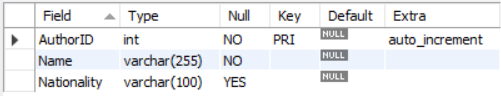 Field Type Null Key Default Extra
AuthorID int NO PRI NULL auto_increment
Name varchar(255) NO NULL
Nationality varchar(100) YES NULL